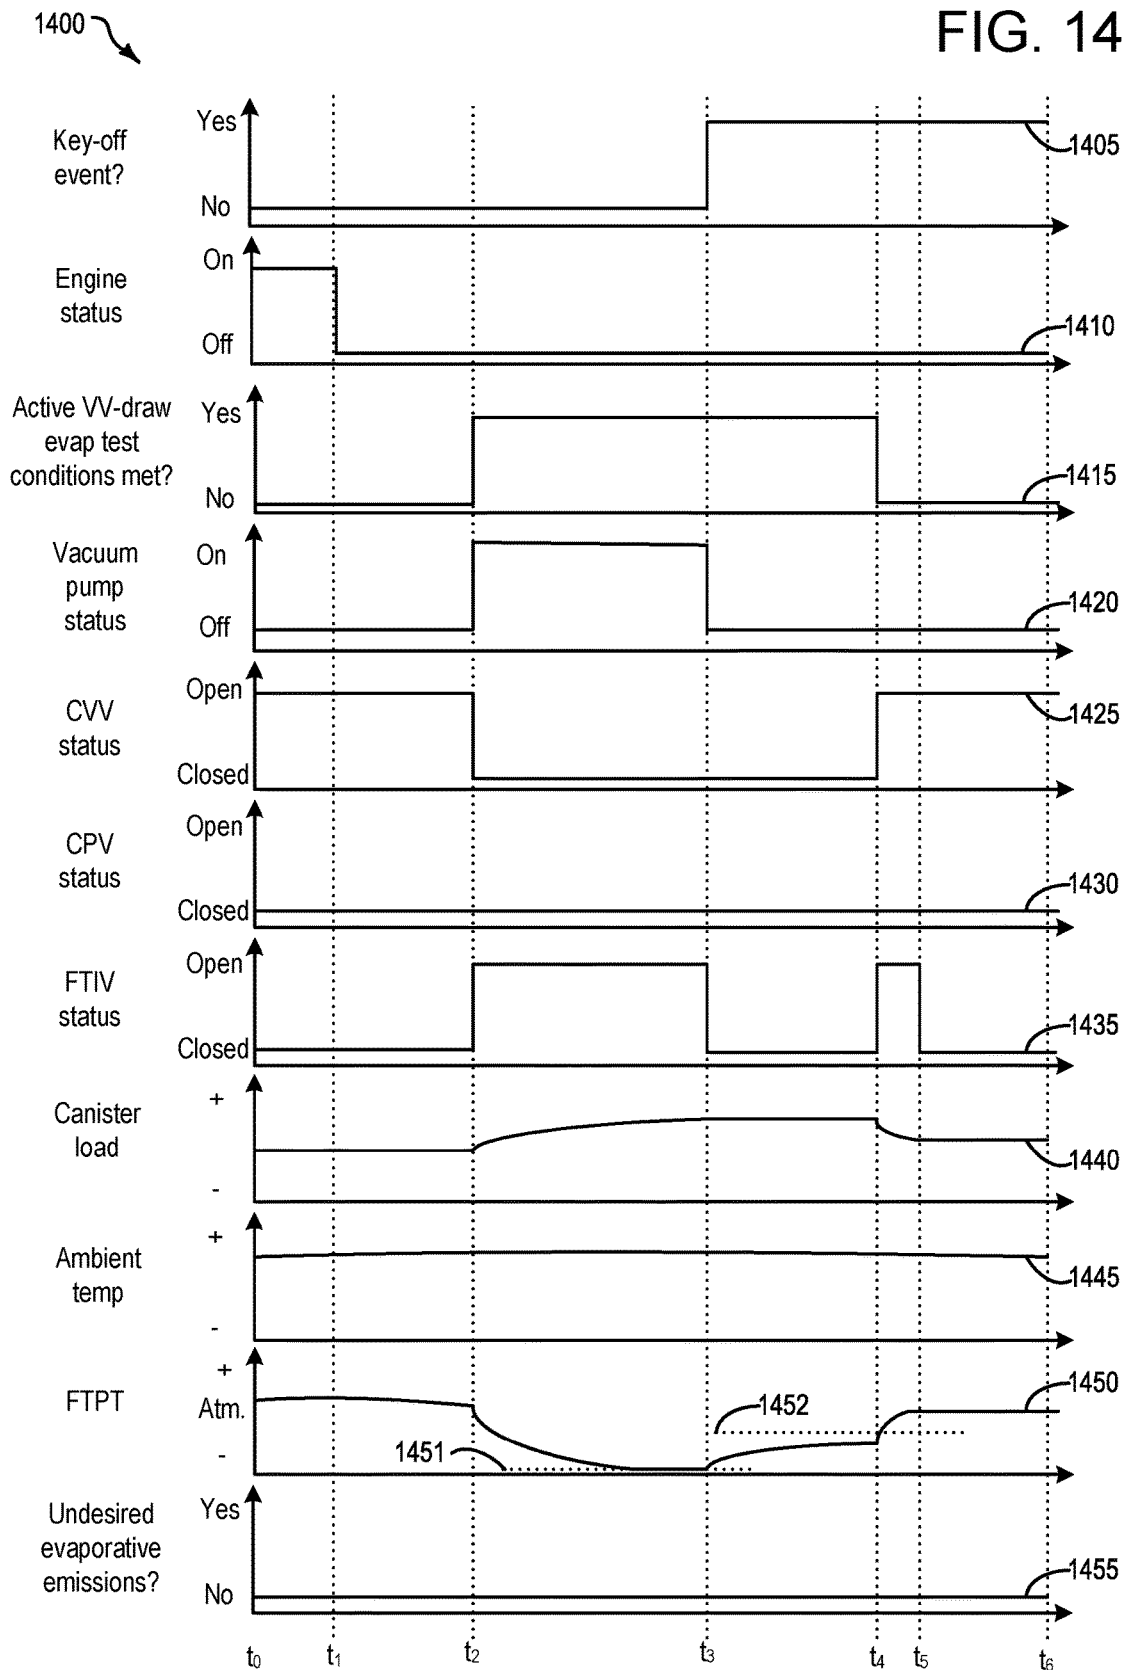 1400
FIG. 14
Key-off
event?
Yes
No
1405
Engine
status
On
Off
1410
Active VV-draw
evap test
conditions met?
Yes
No
1415
Vacuum
pump
status
On
Off
1420
CVV
status
Open
Closed
1425
CPV
status
Open
Closed
1430
FTIV
status
Open
Closed
1435
Canister
load
+
-
1440
Ambient
temp
+
-
1445
FTPT
+
Atm.
-
1451
1452
1450
Undesired
evaporative
emissions?
Yes
No
1455
t0 t1 t2 t3 t4 t5 t6